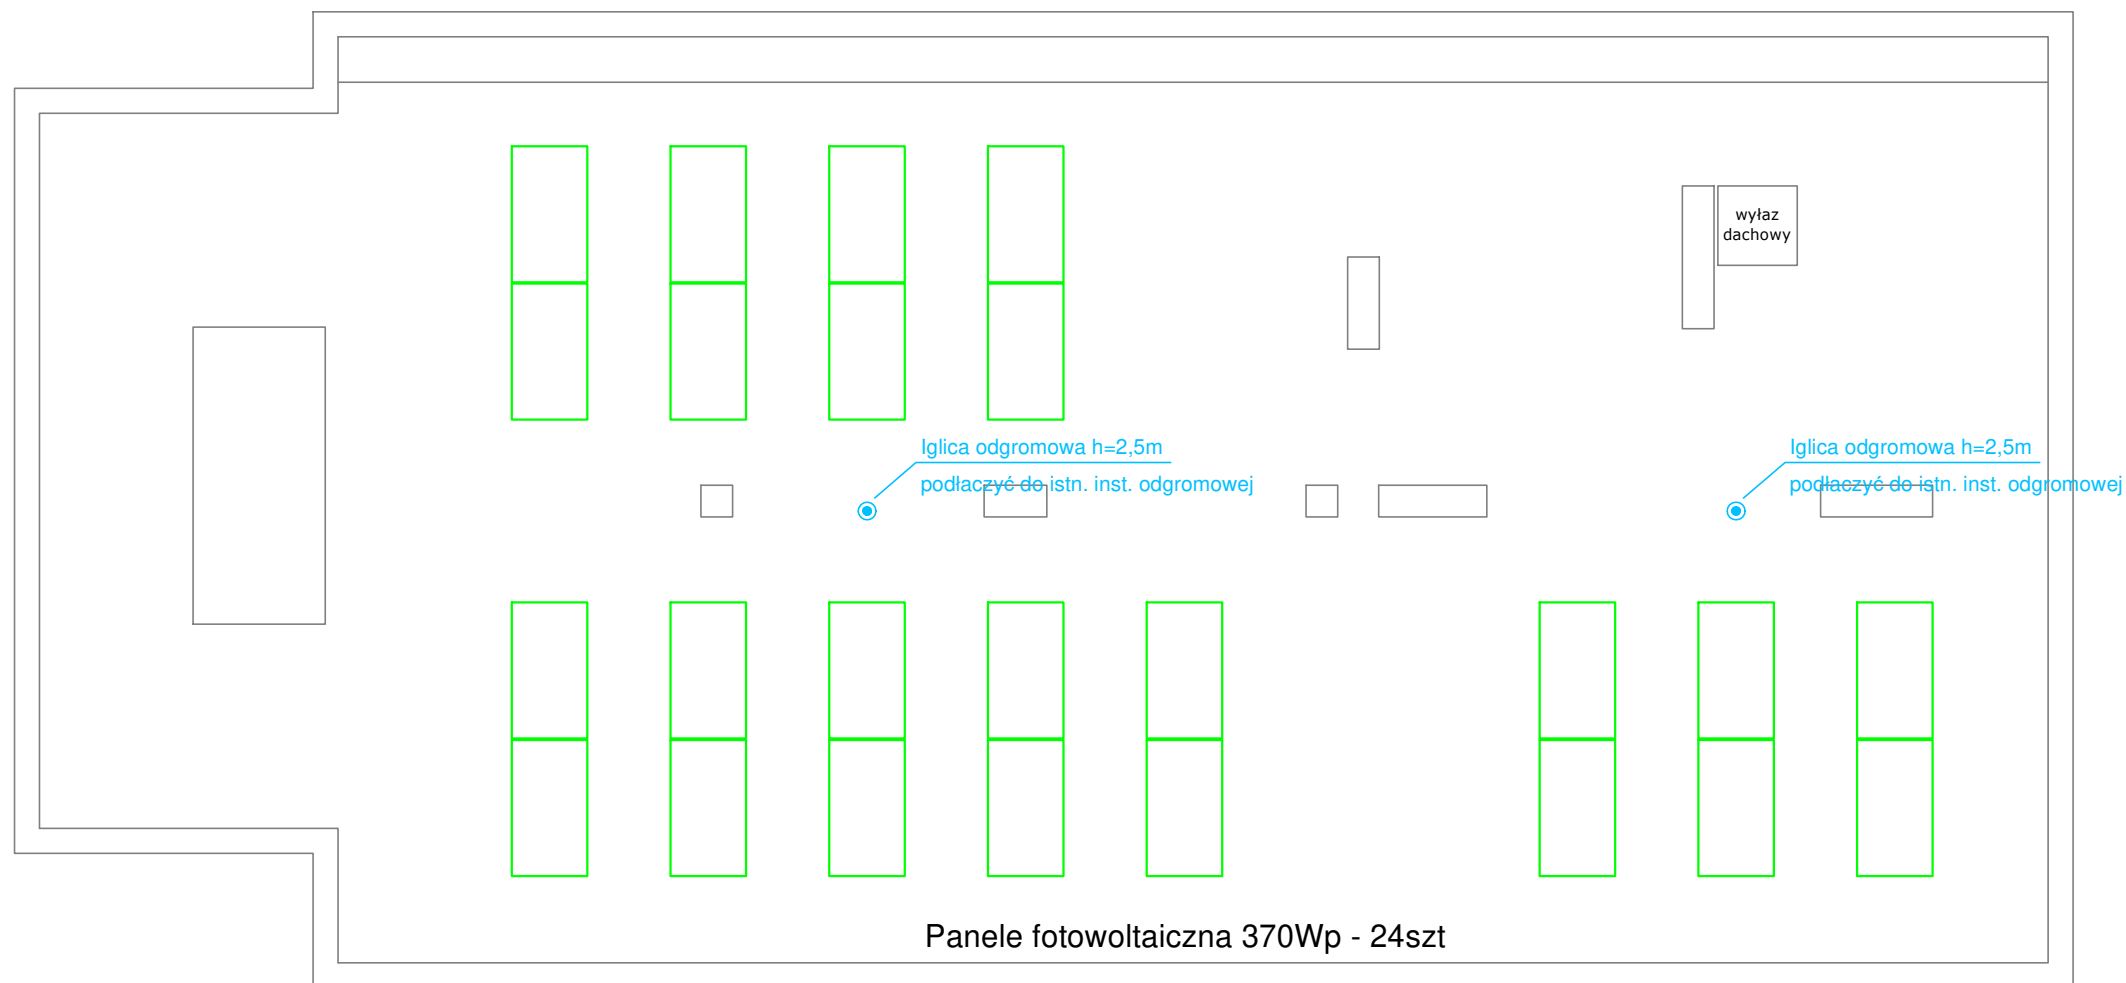 wyłaz
dachowy
Iglica odgromowa h=2,5m
podłaczyć do istn. inst. odgromowej
Iglica odgromowa h=2,5m
podłaczyć do istn. inst. odgromowej
Panele fotowoltaiczna 370Wp - 24szt